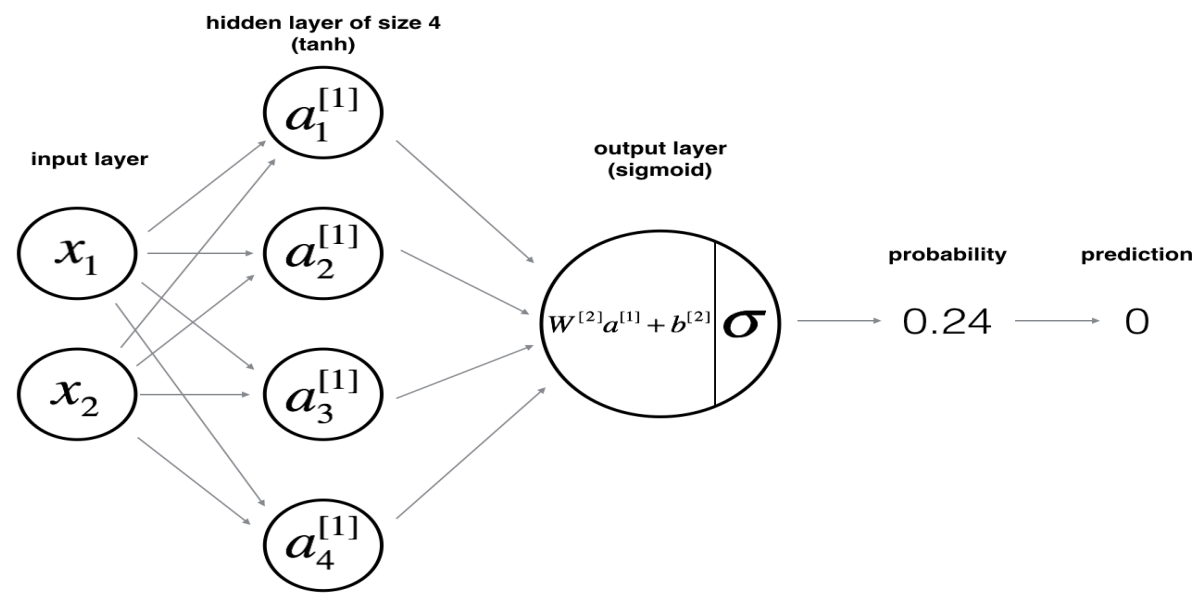 hidden layer of size 4
(tanh)
a₁^[1]
input layer
x₁
a₂^[1]
x₂
a₃^[1]
a₄^[1]
output layer
(sigmoid)
W^[2]a^[1] + b^[2] σ
probability
0.24
prediction
0